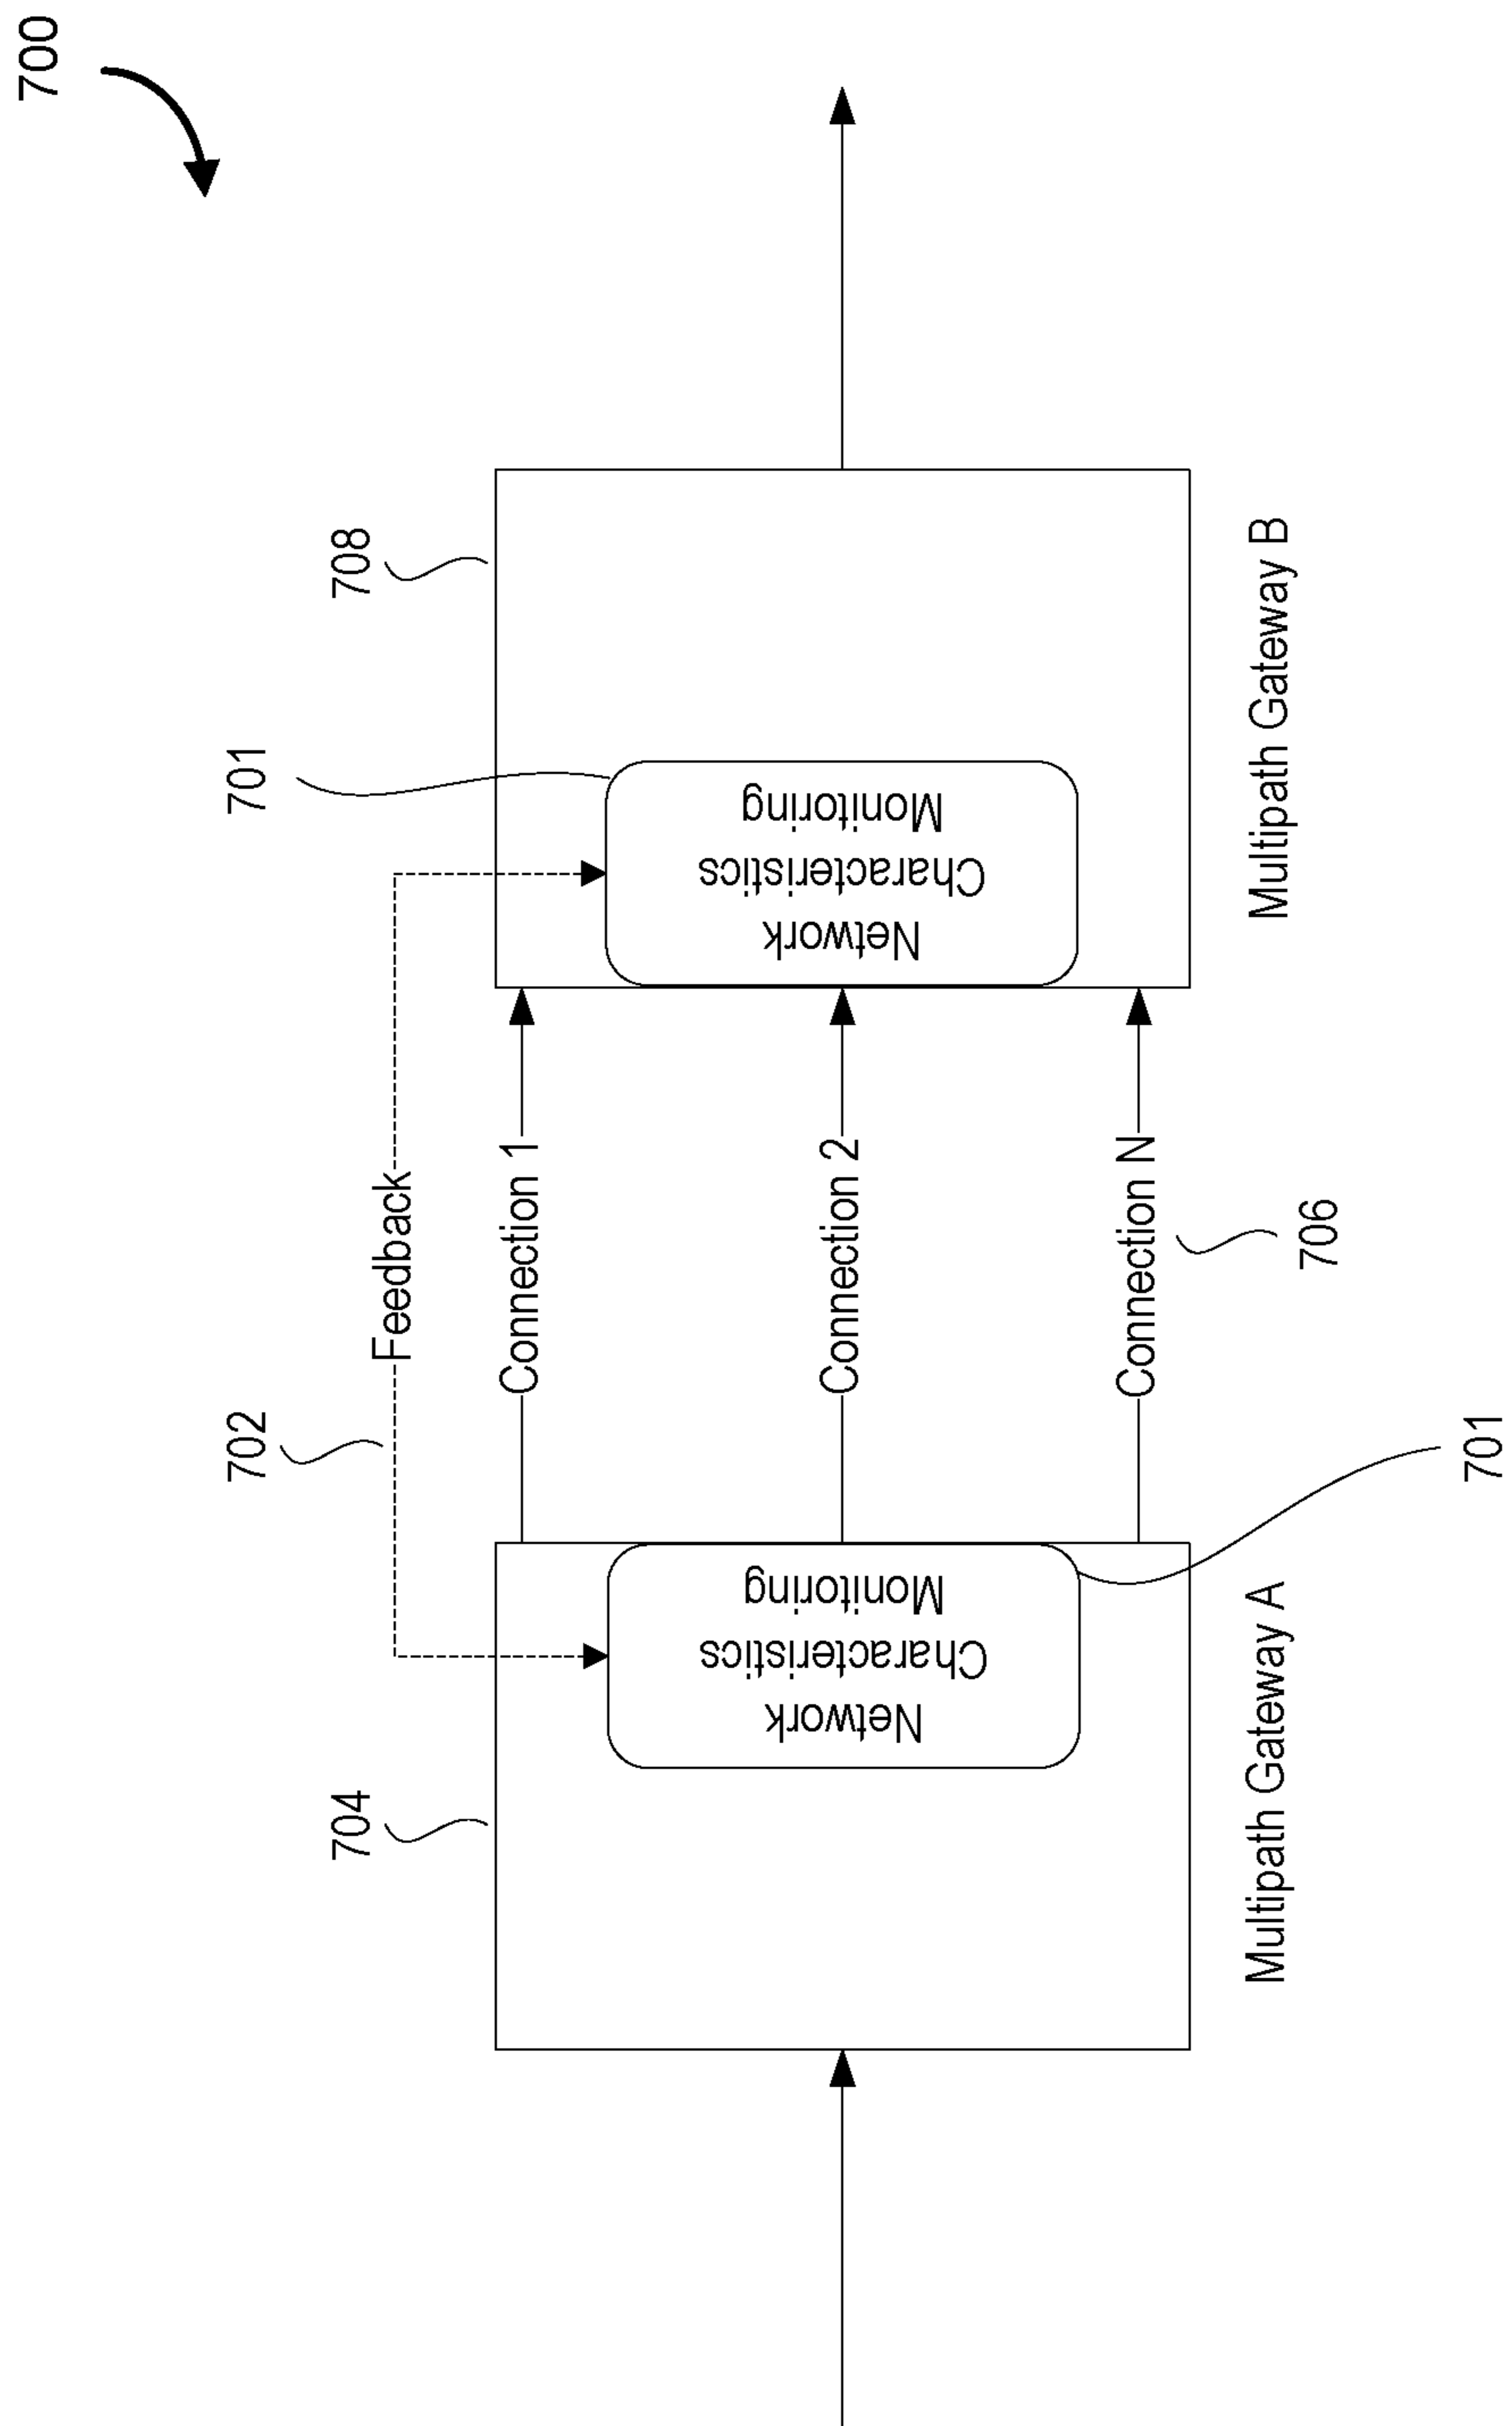 700
702
Feedback
701
704
708
Connection 1
Network
Characteristics
Monitoring
Connection 2
Network
Characteristics
Monitoring
Connection N
706
Multipath Gateway A
Multipath Gateway B
701